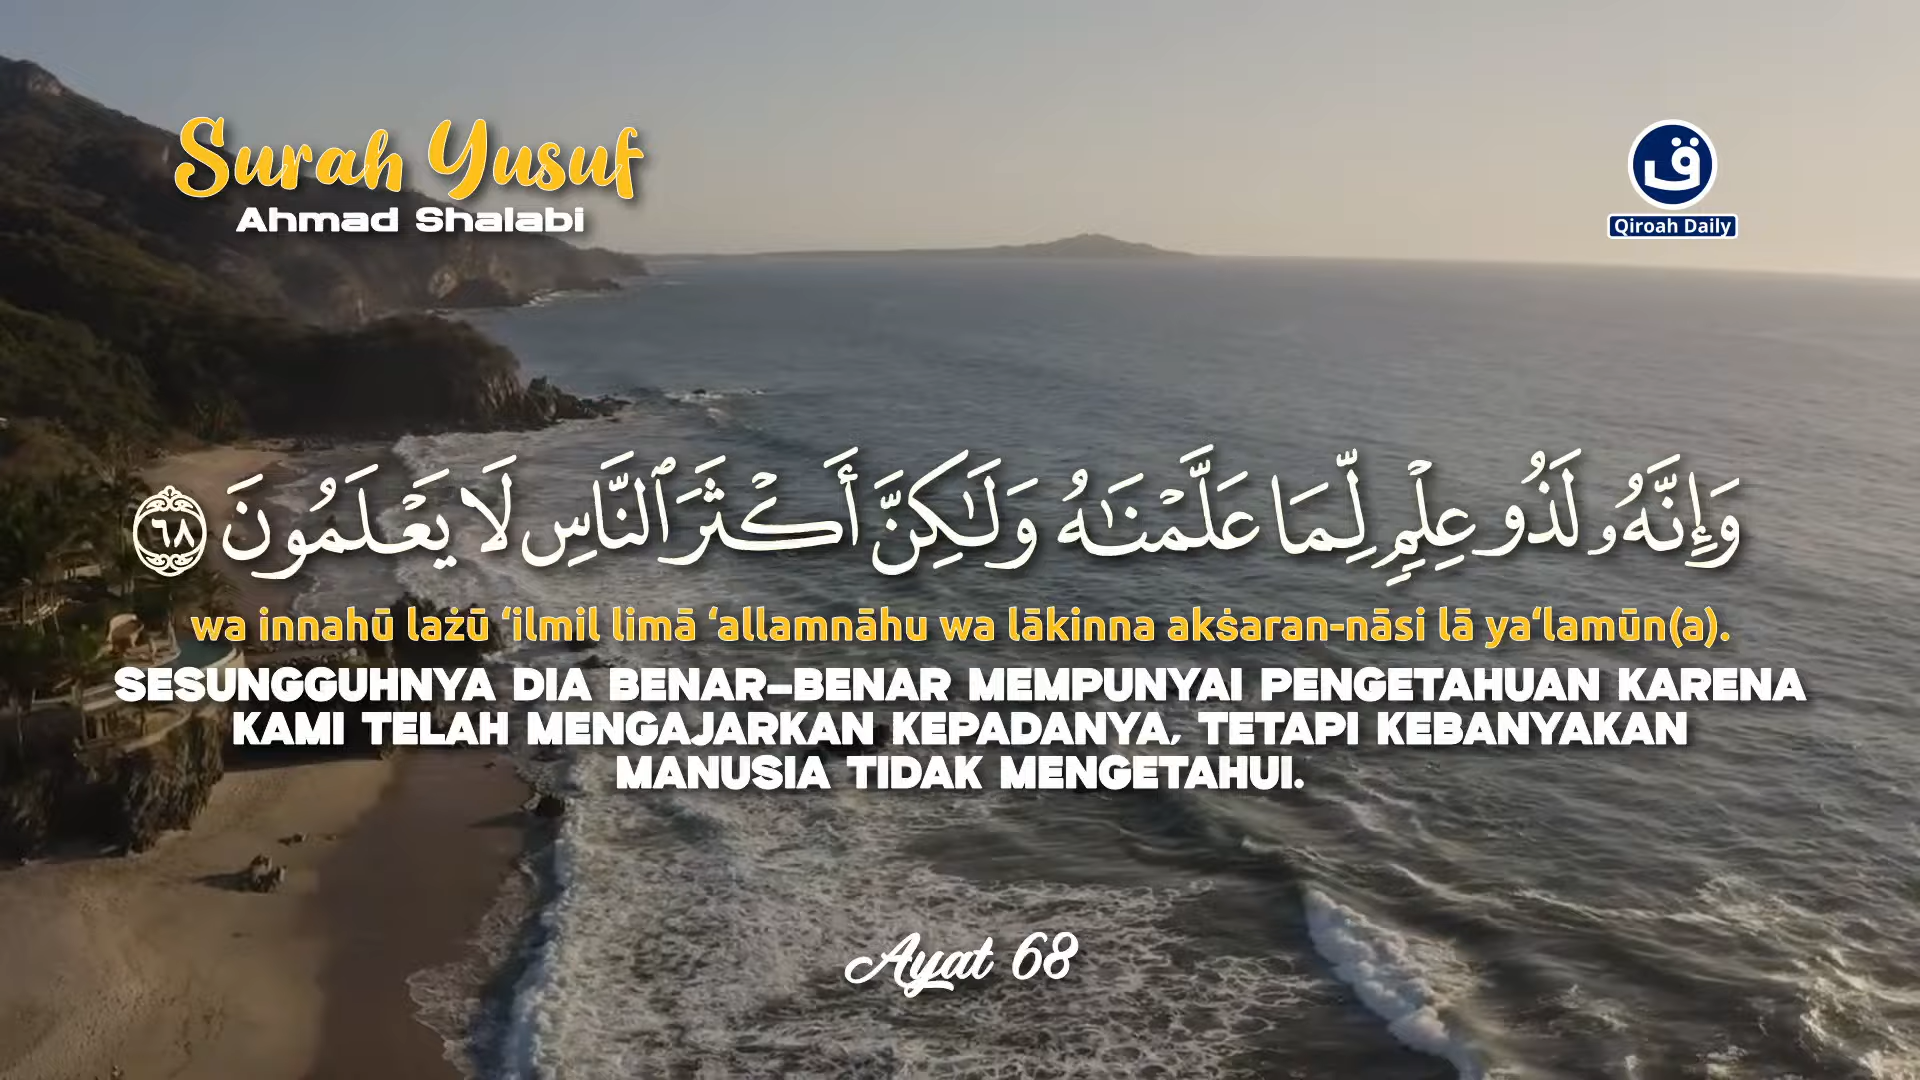 Surah Yusuf
Ahmad Shalabi
ق
Qiroah Daily
وَإِنَّهُۥ لَذُو عِلْمٍ لِّمَا عَلَّمْنَـٰهُ وَلَـٰكِنَّ أَكْثَرَ ٱلنَّاسِ لَا يَعْلَمُونَ ٦٨
wa innahū lażū ‘ilmil limā ‘allamnāhu wa lākinna akṡaran-nāsi lā ya‘lamūn(a).
SESUNGGUHNYA DIA BENAR-BENAR MEMPUNYAI PENGETAHUAN KARENA
KAMI TELAH MENGAJARKAN KEPADANYA, TETAPI KEBANYAKAN
MANUSIA TIDAK MENGETAHUI.
Ayat 68